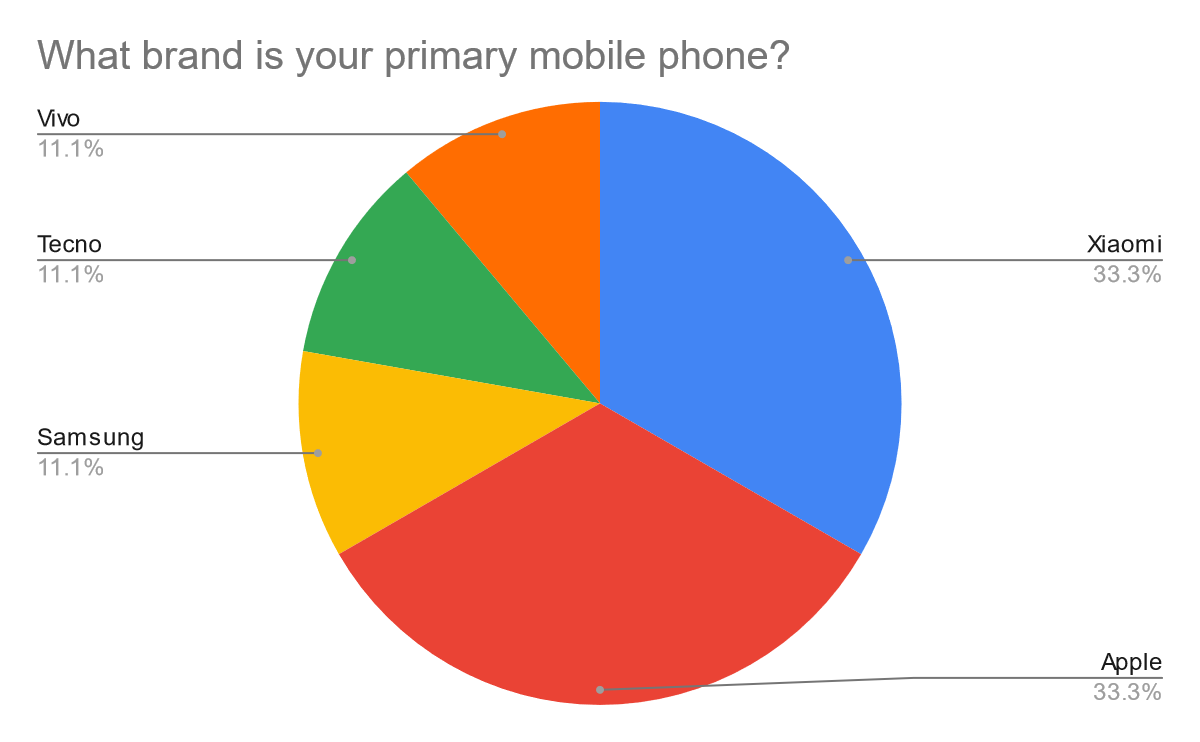 What brand is your primary mobile phone?
Vivo
11.1%
Tecno
11.1%
Samsung
11.1%
Xiaomi
33.3%
Apple
33.3%